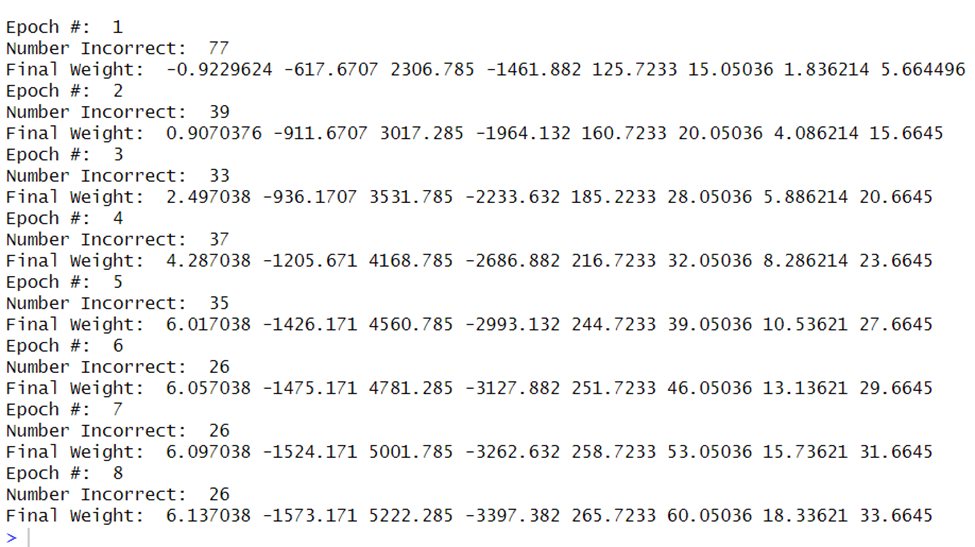 Epoch #:  1
Number Incorrect:  77
Final Weight:  -0.9229624 -617.6707 2306.785 -1461.882 125.7233 15.05036 1.836214 5.664496
Epoch #:  2
Number Incorrect:  39
Final Weight:  0.9070376 -911.6707 3017.285 -1964.132 160.7233 20.05036 4.086214 15.6645
Epoch #:  3
Number Incorrect:  33
Final Weight:  2.497038 -936.1707 3531.785 -2233.632 185.2233 28.05036 5.886214 20.6645
Epoch #:  4
Number Incorrect:  37
Final Weight:  4.287038 -1205.671 4168.785 -2686.882 216.7233 32.05036 8.286214 23.6645
Epoch #:  5
Number Incorrect:  35
Final Weight:  6.017038 -1426.171 4560.785 -2993.132 244.7233 39.05036 10.53621 27.6645
Epoch #:  6
Number Incorrect:  26
Final Weight:  6.057038 -1475.171 4781.285 -3127.882 251.7233 46.05036 13.13621 29.6645
Epoch #:  7
Number Incorrect:  26
Final Weight:  6.097038 -1524.171 5001.785 -3262.632 258.7233 53.05036 15.73621 31.6645
Epoch #:  8
Number Incorrect:  26
Final Weight:  6.137038 -1573.171 5222.285 -3397.382 265.7233 60.05036 18.33621 33.6645
>